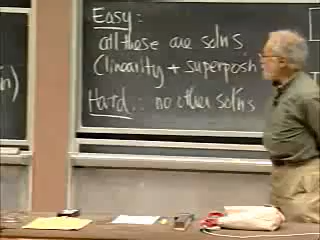 Easy:
all these are solns
(linearity + superposn
Hard: no other solns
n)